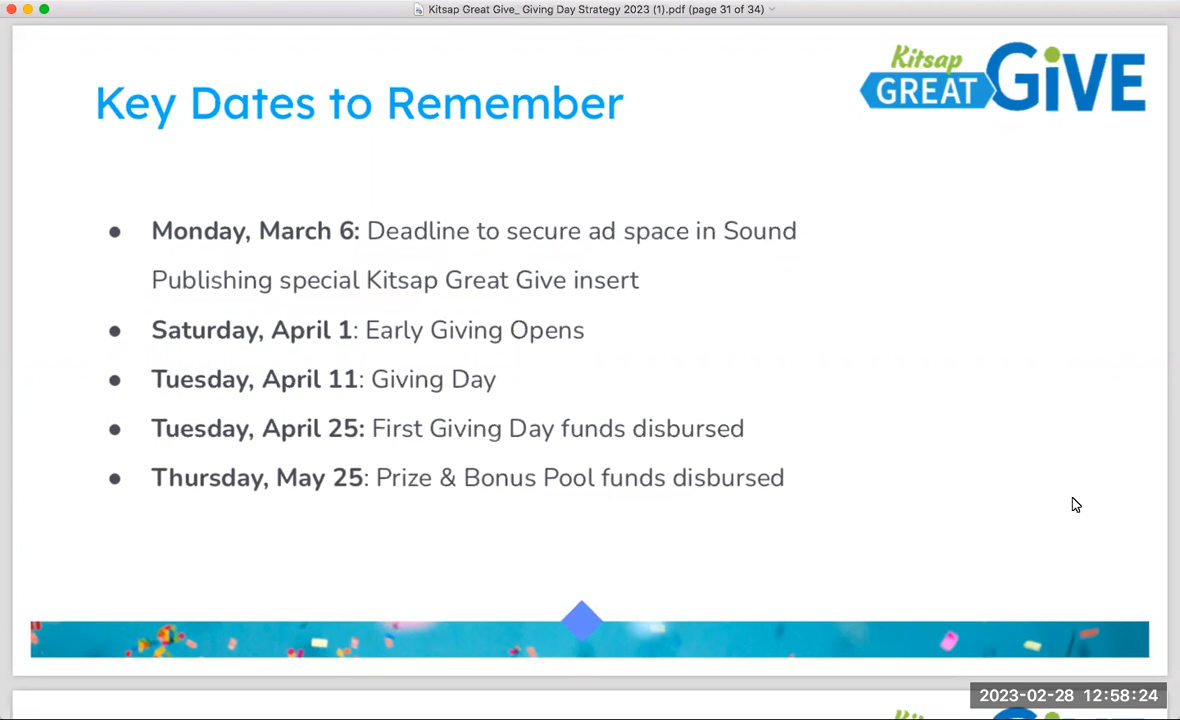 Kitsap Great Give_ Giving Day Strategy 2023 (1).pdf (page 31 of 34)
Kitsap
GREAT GiVE
Key Dates to Remember
● Monday, March 6: Deadline to secure ad space in Sound
Publishing special Kitsap Great Give insert
● Saturday, April 1: Early Giving Opens
● Tuesday, April 11: Giving Day
● Tuesday, April 25: First Giving Day funds disbursed
● Thursday, May 25: Prize & Bonus Pool funds disbursed
2023-02-28 12:58:24